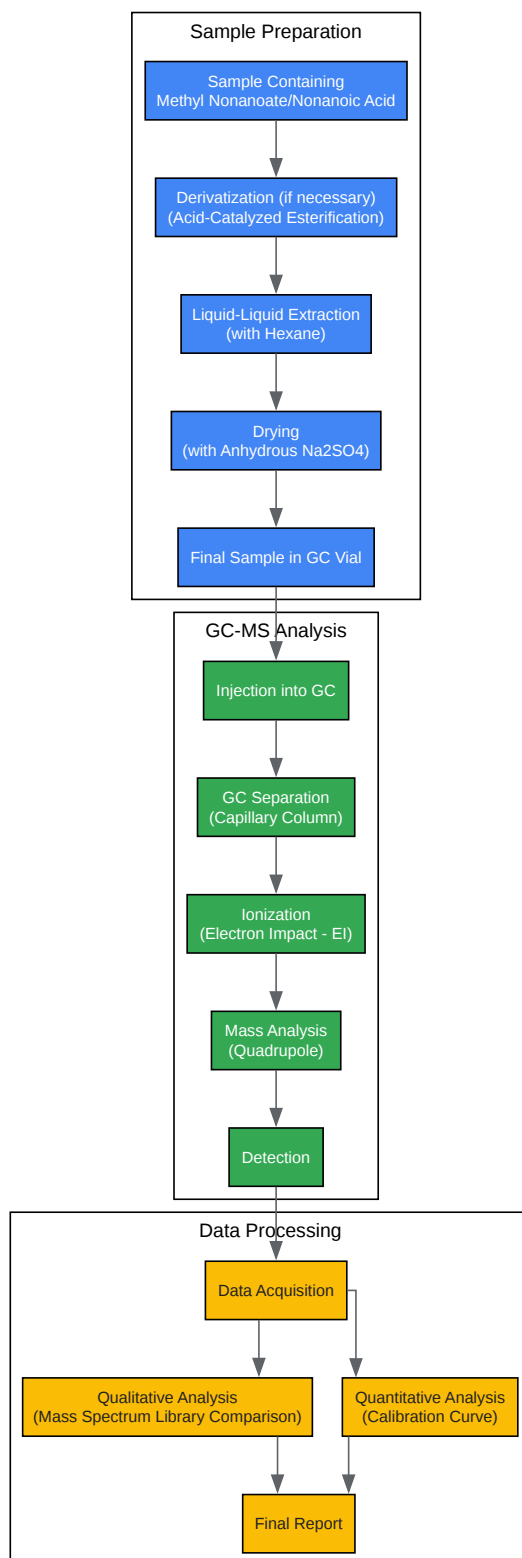 Sample Preparation
Sample Containing
Methyl Nonanoate/Nonanoic Acid
Derivatization (if necessary)
(Acid-Catalyzed Esterification)
Liquid-Liquid Extraction
(with Hexane)
Drying
(with Anhydrous Na2SO4)
Final Sample in GC Vial
GC-MS Analysis
Injection into GC
GC Separation
(Capillary Column)
Ionization
(Electron Impact - EI)
Mass Analysis
(Quadrupole)
Detection
Data Processing
Data Acquisition
Qualitative Analysis
(Mass Spectrum Library Comparison)
Quantitative Analysis
(Calibration Curve)
Final Report